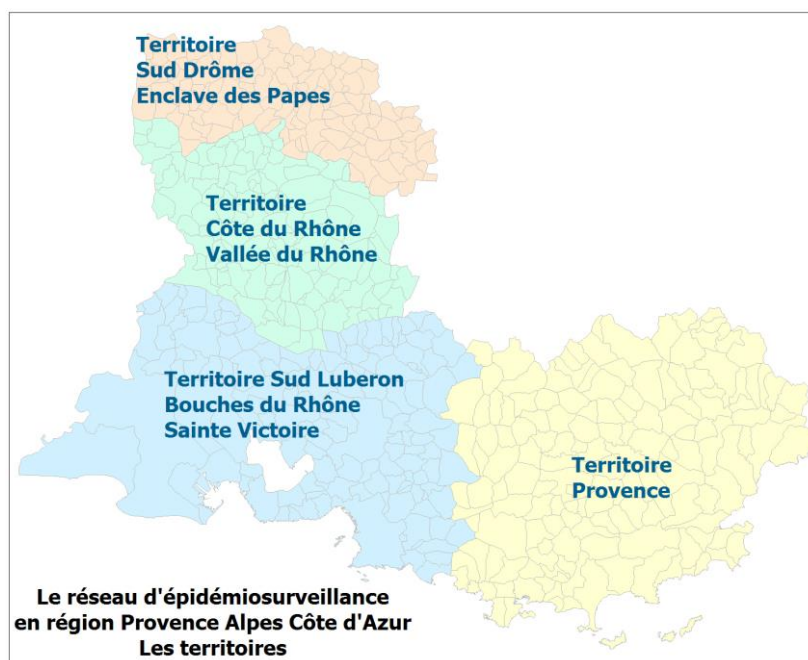 Territoire
Sud Drôme
Enclave des Papes
Territoire
Côte du Rhône
Vallée du Rhône
Territoire Sud Luberon
Bouches du Rhône
Sainte Victoire
Territoire
Provence
Le réseau d'épidémiosurveillance
en région Provence Alpes Côte d'Azur
Les territoires